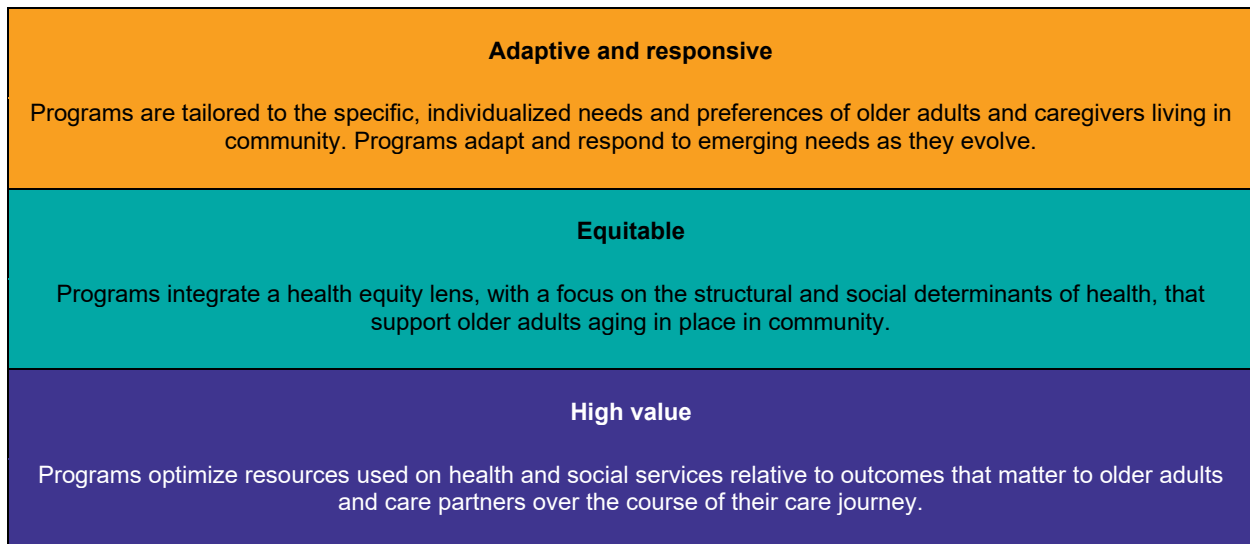 Adaptive and responsive
Programs are tailored to the specific, individualized needs and preferences of older adults and caregivers living in
community. Programs adapt and respond to emerging needs as they evolve.
Equitable
Programs integrate a health equity lens, with a focus on the structural and social determinants of health, that
support older adults aging in place in community.
High value
Programs optimize resources used on health and social services relative to outcomes that matter to older adults
and care partners over the course of their care journey.